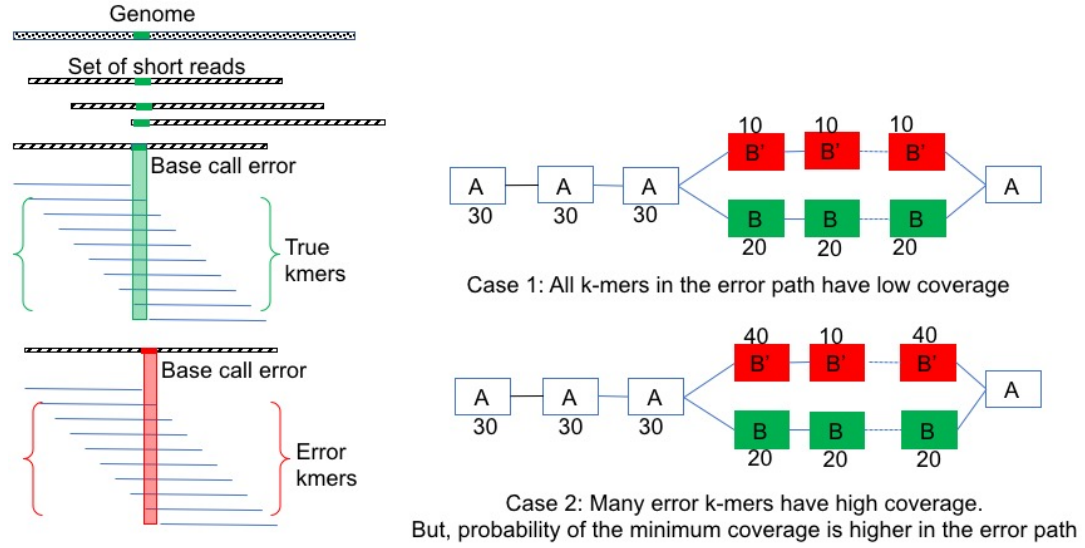 Genome
Set of short reads
Base call error
True
kmers
Base call error
Error
kmers
10 10 10
B' B' B'
A A A A
30 30 30
B B B
20 20 20
Case 1: All k-mers in the error path have low coverage
40 10 40
B' B' B'
A A A A
30 30 30
B B B
20 20 20
Case 2: Many error k-mers have high coverage.
But, probability of the minimum coverage is higher in the error path